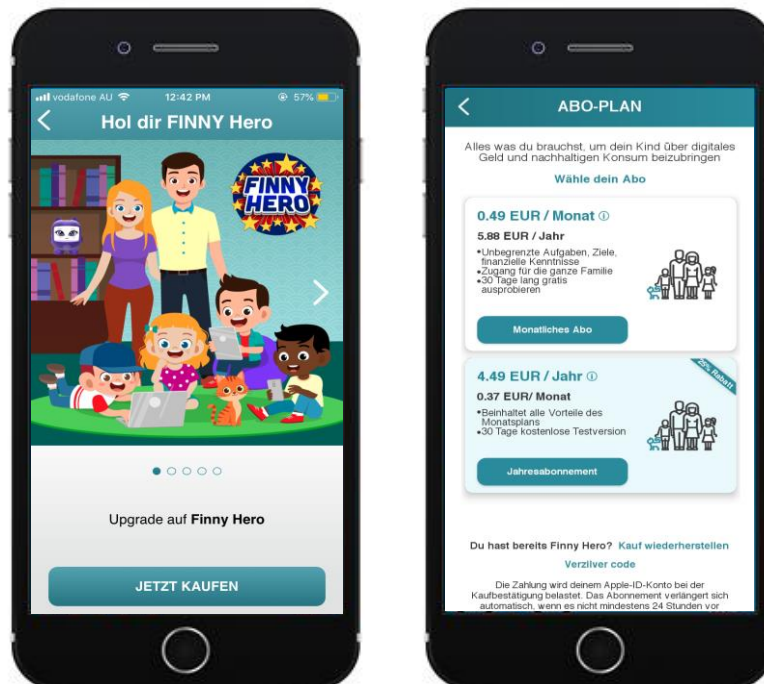 vodafone AU 12:42 PM 57%
Hol dir FINNY Hero
FINNY
HERO
Upgrade auf Finny Hero
JETZT KAUFEN
ABO-PLAN
Alles was du brauchst, um dein Kind über digitales
Geld und nachhaltigen Konsum beizubringen
Wähle dein Abo
0.49 EUR / Monat
5.88 EUR / Jahr
•Unbegrenzte Aufgaben, Ziele,
finanzielle Kenntnisse
•Zugang für die ganze Familie
•30 Tage lang gratis
ausprobieren
Monatliches Abo
25% Rabatt
4.49 EUR / Jahr
0.37 EUR/ Monat
•Beinhaltet alle Vorteile des
Monatsplans
•30 Tage kostenlose Testversion
Jahresabonnement
Du hast bereits Finny Hero? Kauf wiederherstellen
Verzilver code
Die Zahlung wird deinem Apple-ID-Konto bei der
Kaufbestätigung belastet. Das Abonnement verlängert sich
automatisch, wenn es nicht mindestens 24 Stunden vor